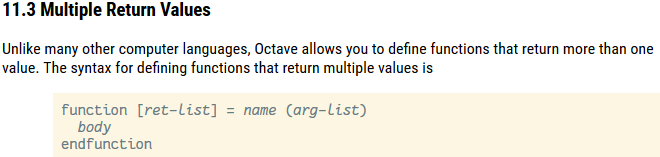 11.3 Multiple Return Values
Unlike many other computer languages, Octave allows you to define functions that return more than one
value. The syntax for defining functions that return multiple values is
function [ret-list] = name (arg-list)
  body
endfunction